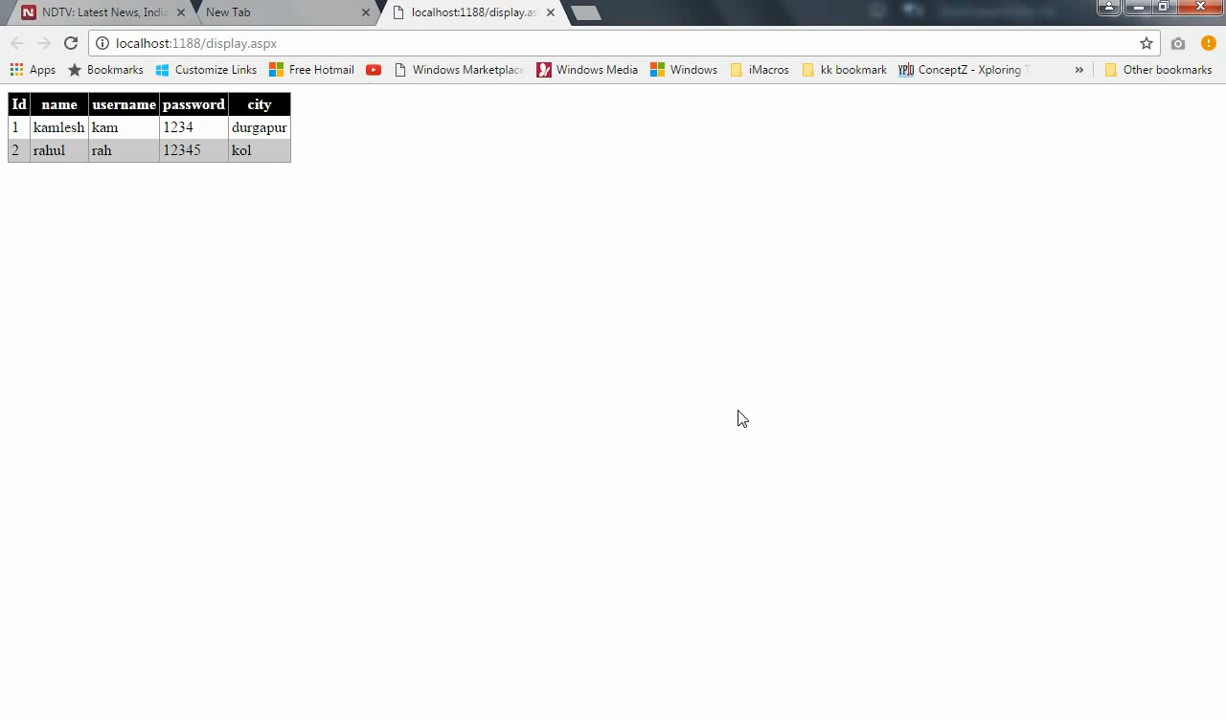 NDTV: Latest News, India
New Tab
localhost:1188/display.as
localhost:1188/display.aspx
Apps
Bookmarks
Customize Links
Free Hotmail
Windows Marketplace
Windows Media
Windows
iMacros
kk bookmark
ConceptZ - Xploring T
»
Other bookmarks
Id name username password city
1 kamlesh kam 1234 durgapur
2 rahul rah 12345 kol